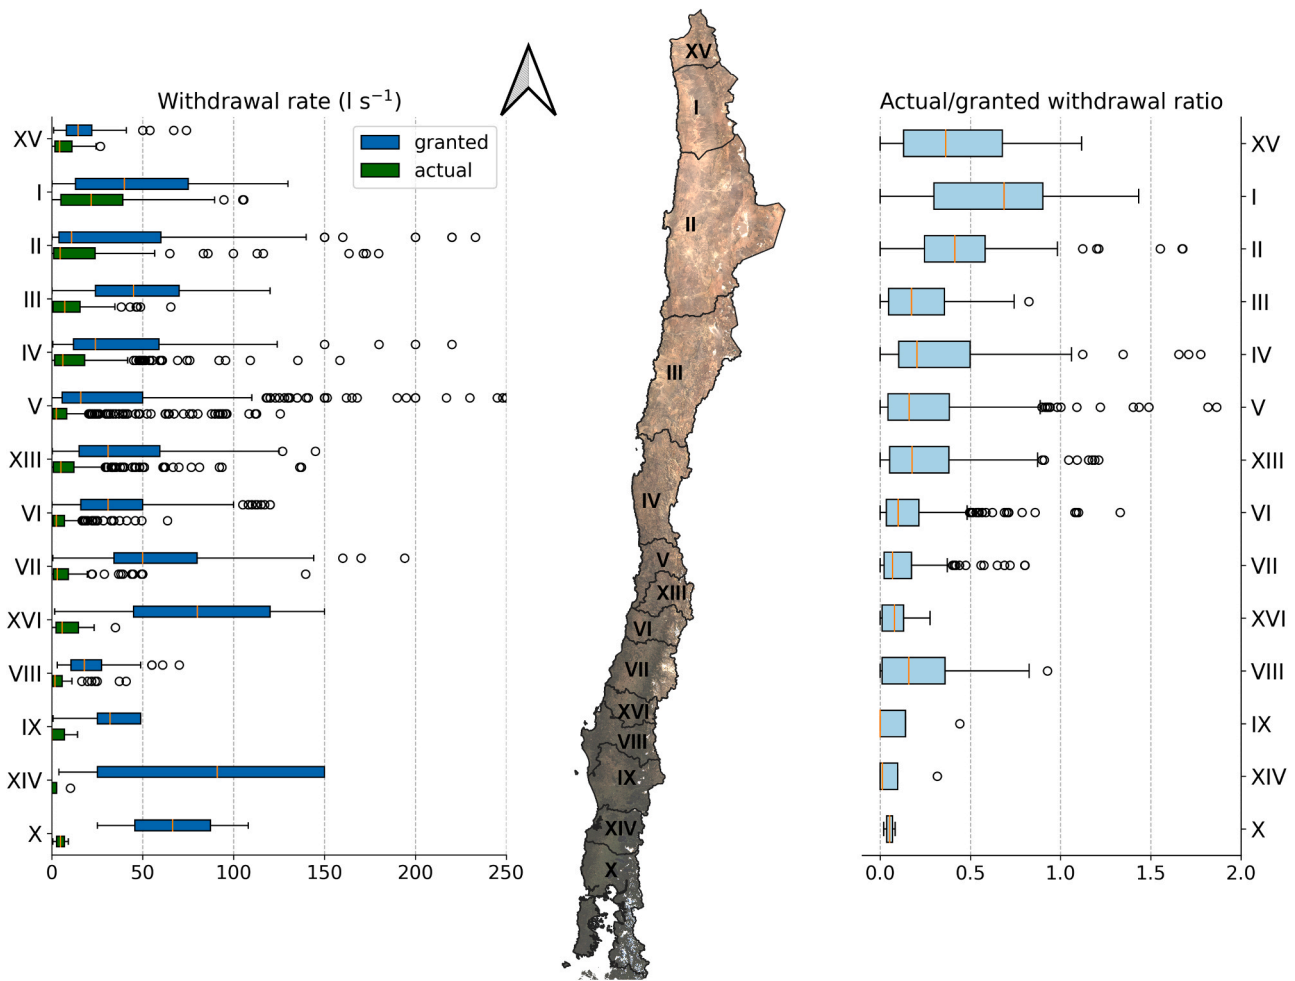 Withdrawal rate (l s⁻¹)
granted
actual
XV
I
II
III
IV
V
XIII
VI
VII
XVI
VIII
IX
XIV
X
0 50 100 150 200 250
XV
I
II
III
IV
V
XIII
VI
VII
XVI
VIII
IX
XIV
X
Actual/granted withdrawal ratio
XV
I
II
III
IV
V
XIII
VI
VII
XVI
VIII
IX
XIV
X
0.0 0.5 1.0 1.5 2.0